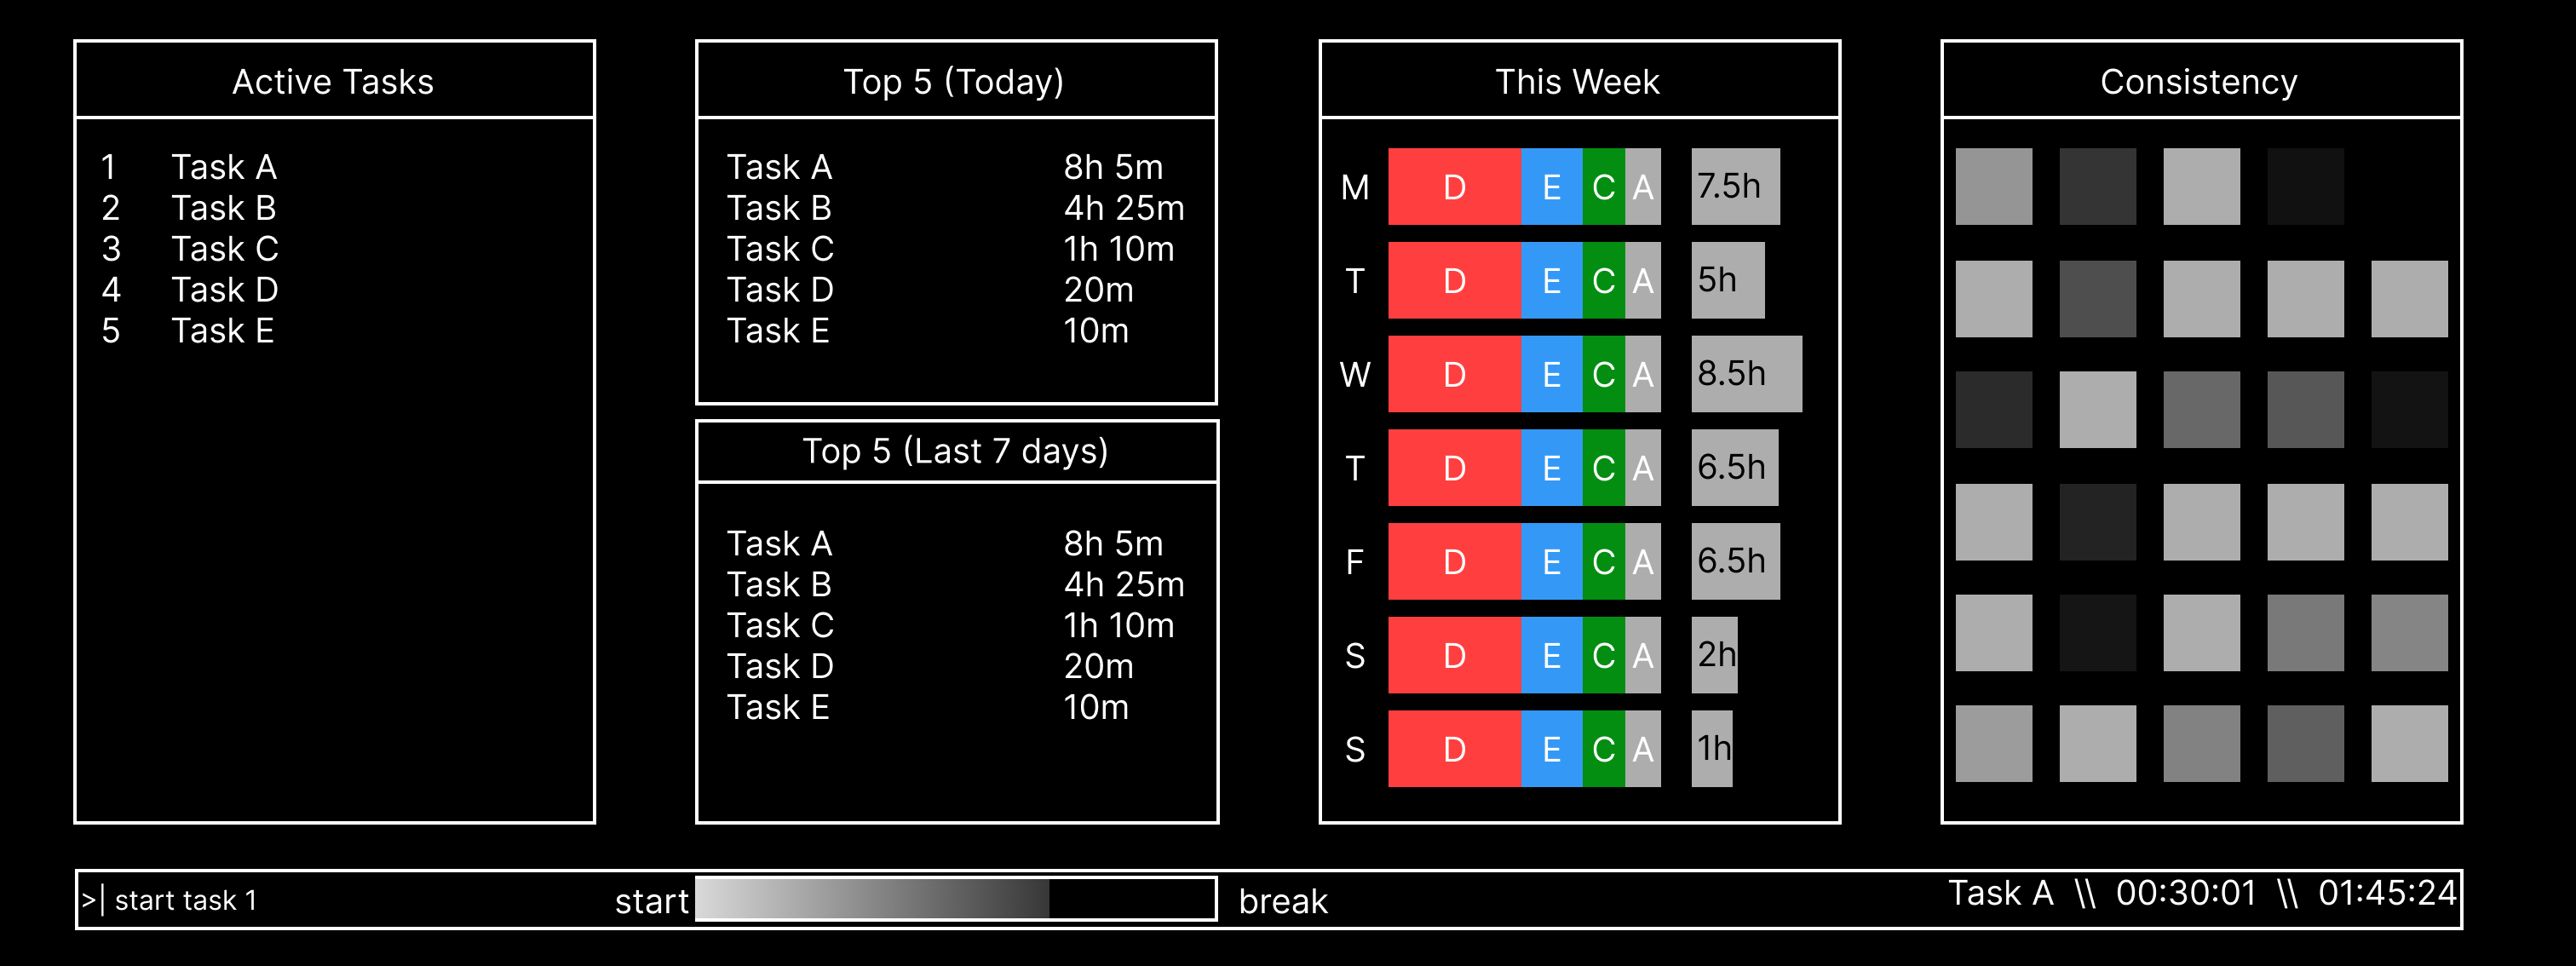 Active Tasks
1 Task A
2 Task B
3 Task C
4 Task D
5 Task E
Top 5 (Today)
Task A 8h 5m
Task B 4h 25m
Task C 1h 10m
Task D 20m
Task E 10m
Top 5 (Last 7 days)
Task A 8h 5m
Task B 4h 25m
Task C 1h 10m
Task D 20m
Task E 10m
This Week
M D E C A 7.5h
T D E C A 5h
W D E C A 8.5h
T D E C A 6.5h
F D E C A 6.5h
S D E C A 2h
S D E C A 1h
Consistency
>| start task 1
start
break
Task A \\ 00:30:01 \\ 01:45:24